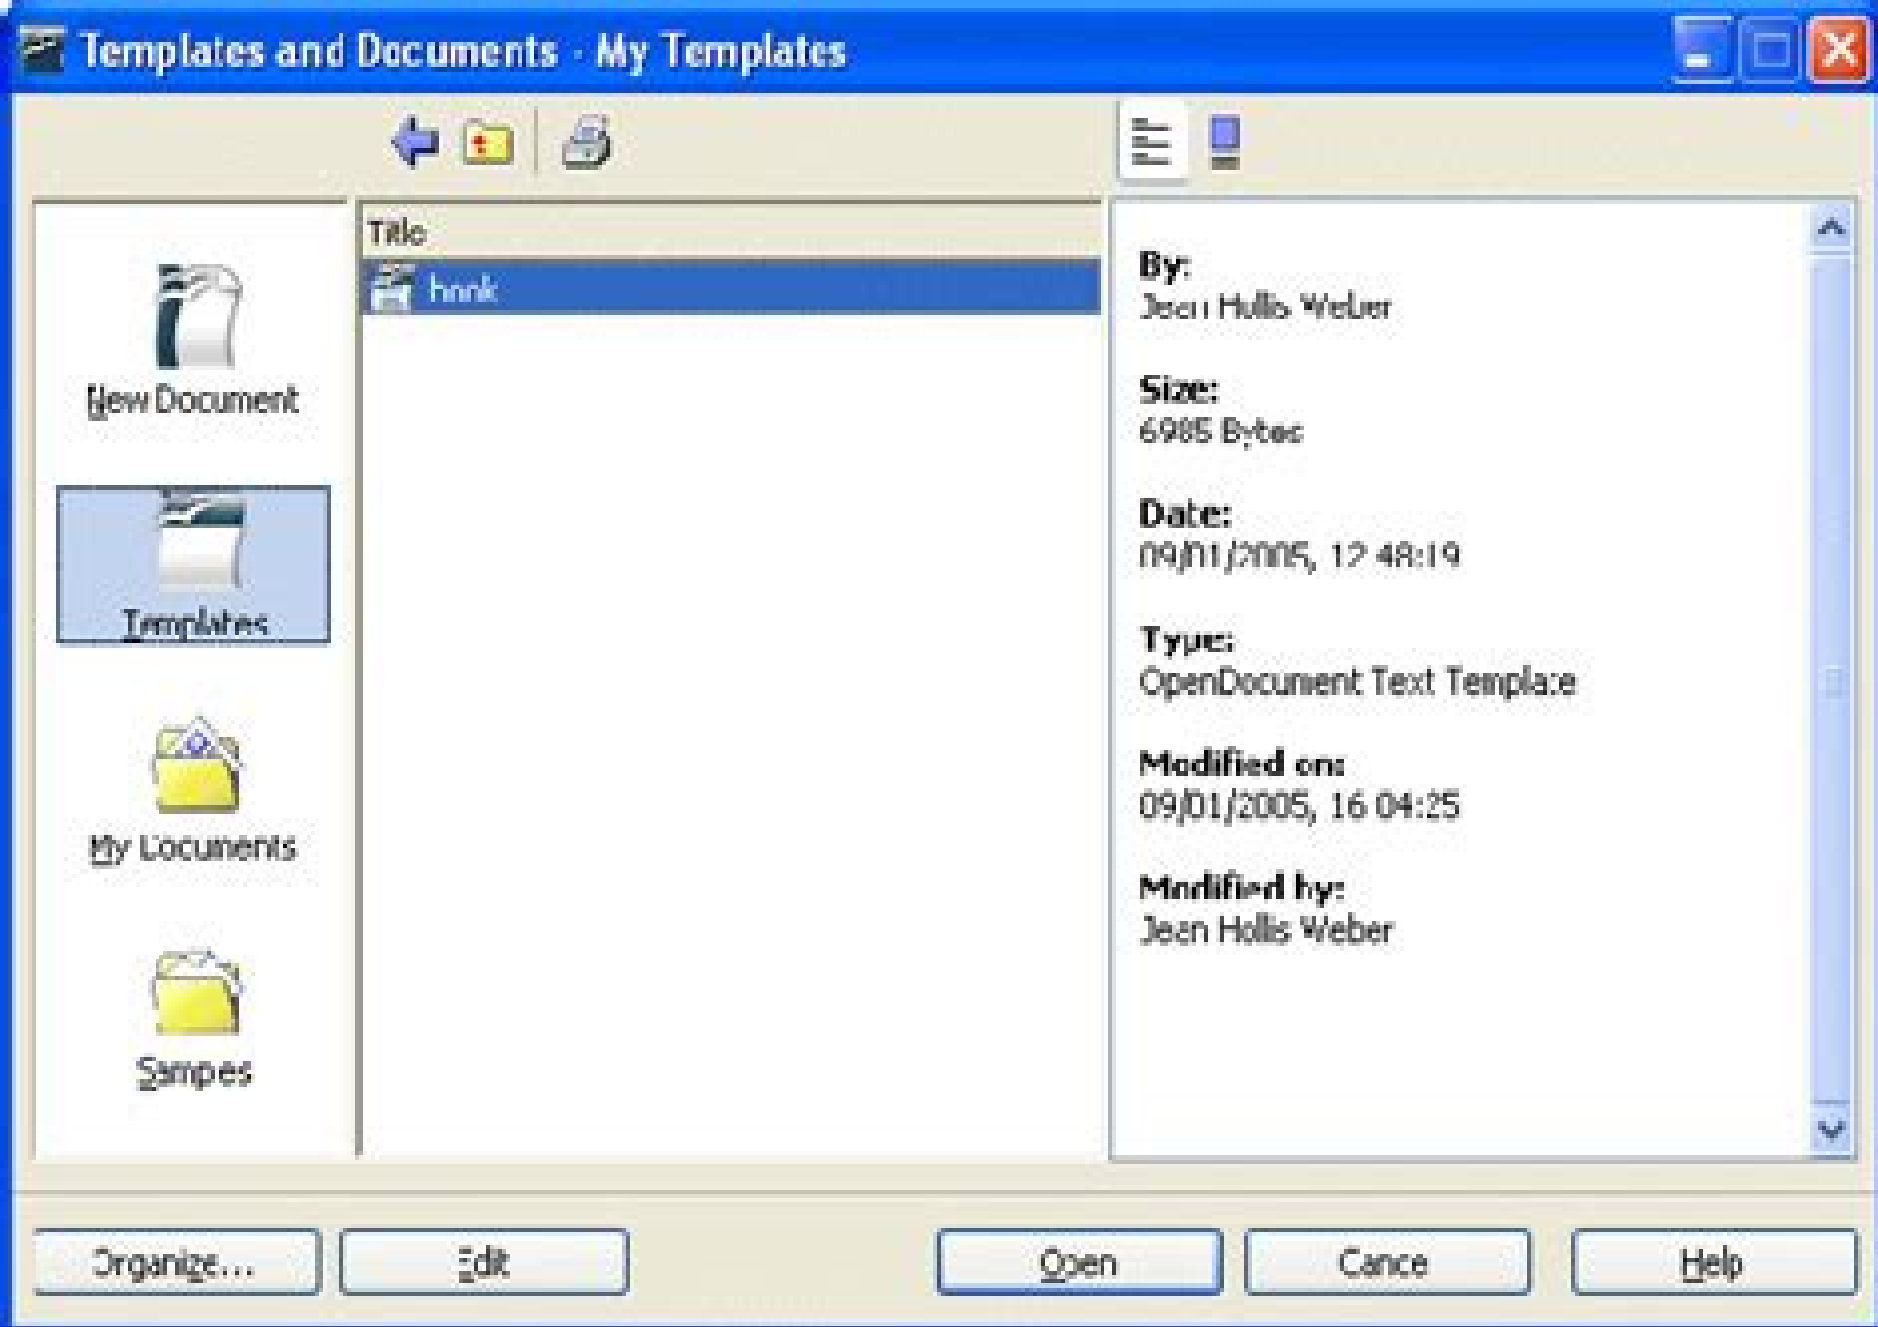 Templates and Documents - My Templates
Title
book
New Document
Templates
My Documents
Samples
By:
Jean Hollis Weber
Size:
6985 Bytes
Date:
09/01/2005, 12:48:19
Type:
OpenDocument Text Template
Modified on:
09/01/2005, 16:04:25
Modified by:
Jean Hollis Weber
Organize...
Edit
Open
Cancel
Help